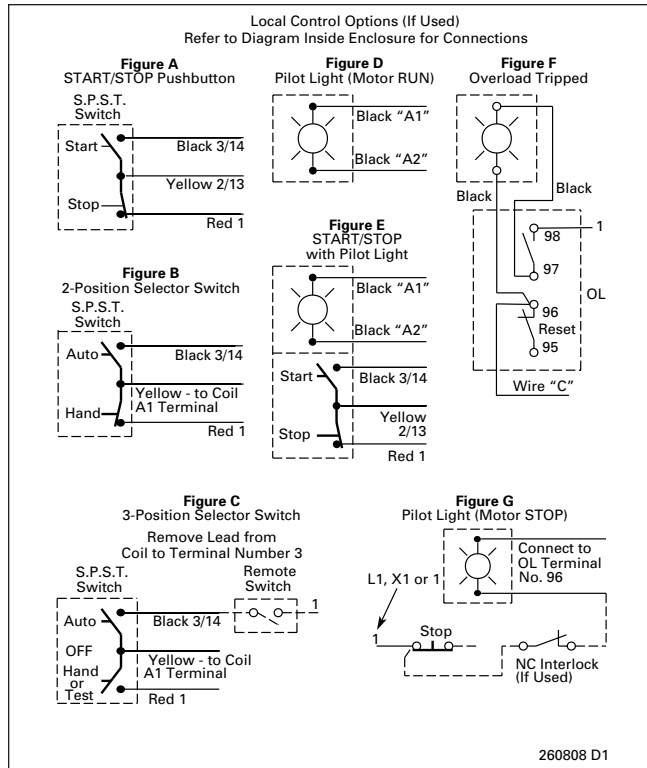 Local Control Options (If Used)
Refer to Diagram Inside Enclosure for Connections
Figure A
START/STOP Pushbutton
S.P.S.T.
Switch
Start
Black 3/14
Yellow 2/13
Stop
Red 1
Figure B
2-Position Selector Switch
S.P.S.T.
Switch
Auto
Black 3/14
Yellow - to Coil
A1 Terminal
Hand
Red 1
Figure D
Pilot Light (Motor RUN)
Black “A1”
Black “A2”
Figure E
START/STOP
with Pilot Light
Black “A1”
Black “A2”
Start
Black 3/14
Yellow
2/13
Stop
Red 1
Figure F
Overload Tripped
Black
Black
1
98
97
OL
96
Reset
95
Wire “C”
Figure C
3-Position Selector Switch
Remove Lead from
Coil to Terminal Number 3
S.P.S.T.
Switch
Remote
Switch
1
Auto
Black 3/14
OFF
Yellow - to Coil
A1 Terminal
Hand
or
Test
Red 1
Figure G
Pilot Light (Motor STOP)
Connect to
OL Terminal
No. 96
L1, X1 or 1
1
Stop
NC Interlock
(If Used)
260808 D1